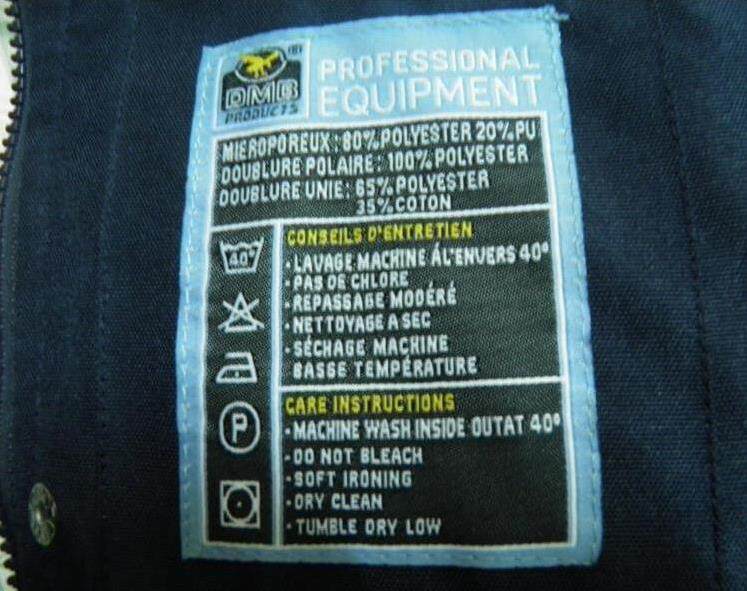 ®
DMB
PRODUCTS
PROFESSIONAL
EQUIPMENT
MIEROPOREUX: 80% POLYESTER 20% PU
DOUBLURE POLAIRE: 100% POLYESTER
DOUBLURE UNIE: 65% POLYESTER
35% COTON
CONSEILS D'ENTRETIEN
• LAVAGE MACHINE ÁL'ENVERS 40°
• PAS DE CHLORE
• REPASSAGE MODÉRÉ
• NETTOYAGE A SEC
• SÉCHAGE MACHINE
BASSE TEMPÉRATURE
40°
P
CARE INSTRUCTIONS
• MACHINE WASH INSIDE OUTAT 40°
• DO NOT BLEACH
• SOFT IRONING
• DRY CLEAN
• TUMBLE DRY LOW